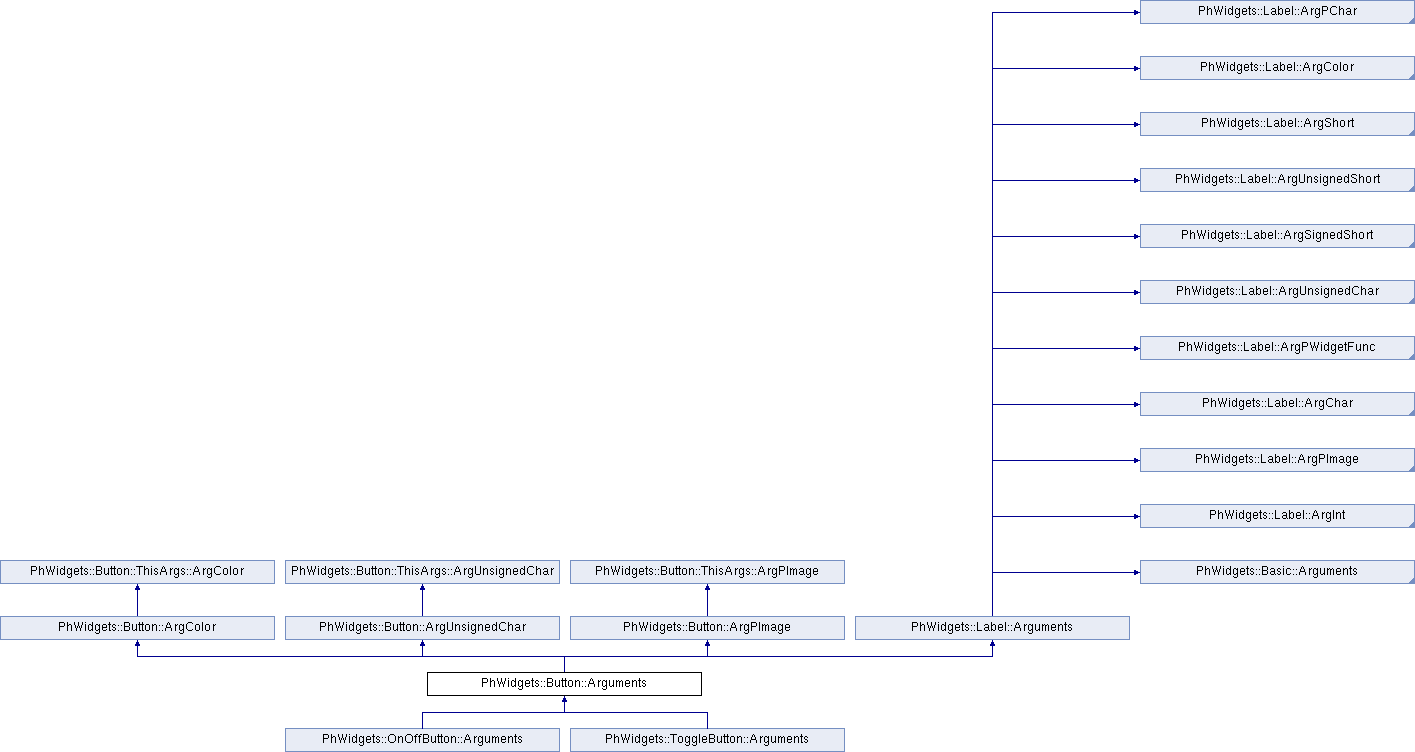 PhWidgets::Label::ArgPChar
PhWidgets::Label::ArgColor
PhWidgets::Label::ArgShort
PhWidgets::Label::ArgUnsignedShort
PhWidgets::Label::ArgSignedShort
PhWidgets::Label::ArgUnsignedChar
PhWidgets::Label::ArgPWidgetFunc
PhWidgets::Label::ArgChar
PhWidgets::Label::ArgPImage
PhWidgets::Label::ArgInt
PhWidgets::Button::ThisArgs::ArgColor
PhWidgets::Button::ThisArgs::ArgUnsignedChar
PhWidgets::Button::ThisArgs::ArgPImage
PhWidgets::Basic::Arguments
PhWidgets::Button::ArgColor
PhWidgets::Button::ArgUnsignedChar
PhWidgets::Button::ArgPImage
PhWidgets::Label::Arguments
PhWidgets::Button::Arguments
PhWidgets::OnOffButton::Arguments
PhWidgets::ToggleButton::Arguments